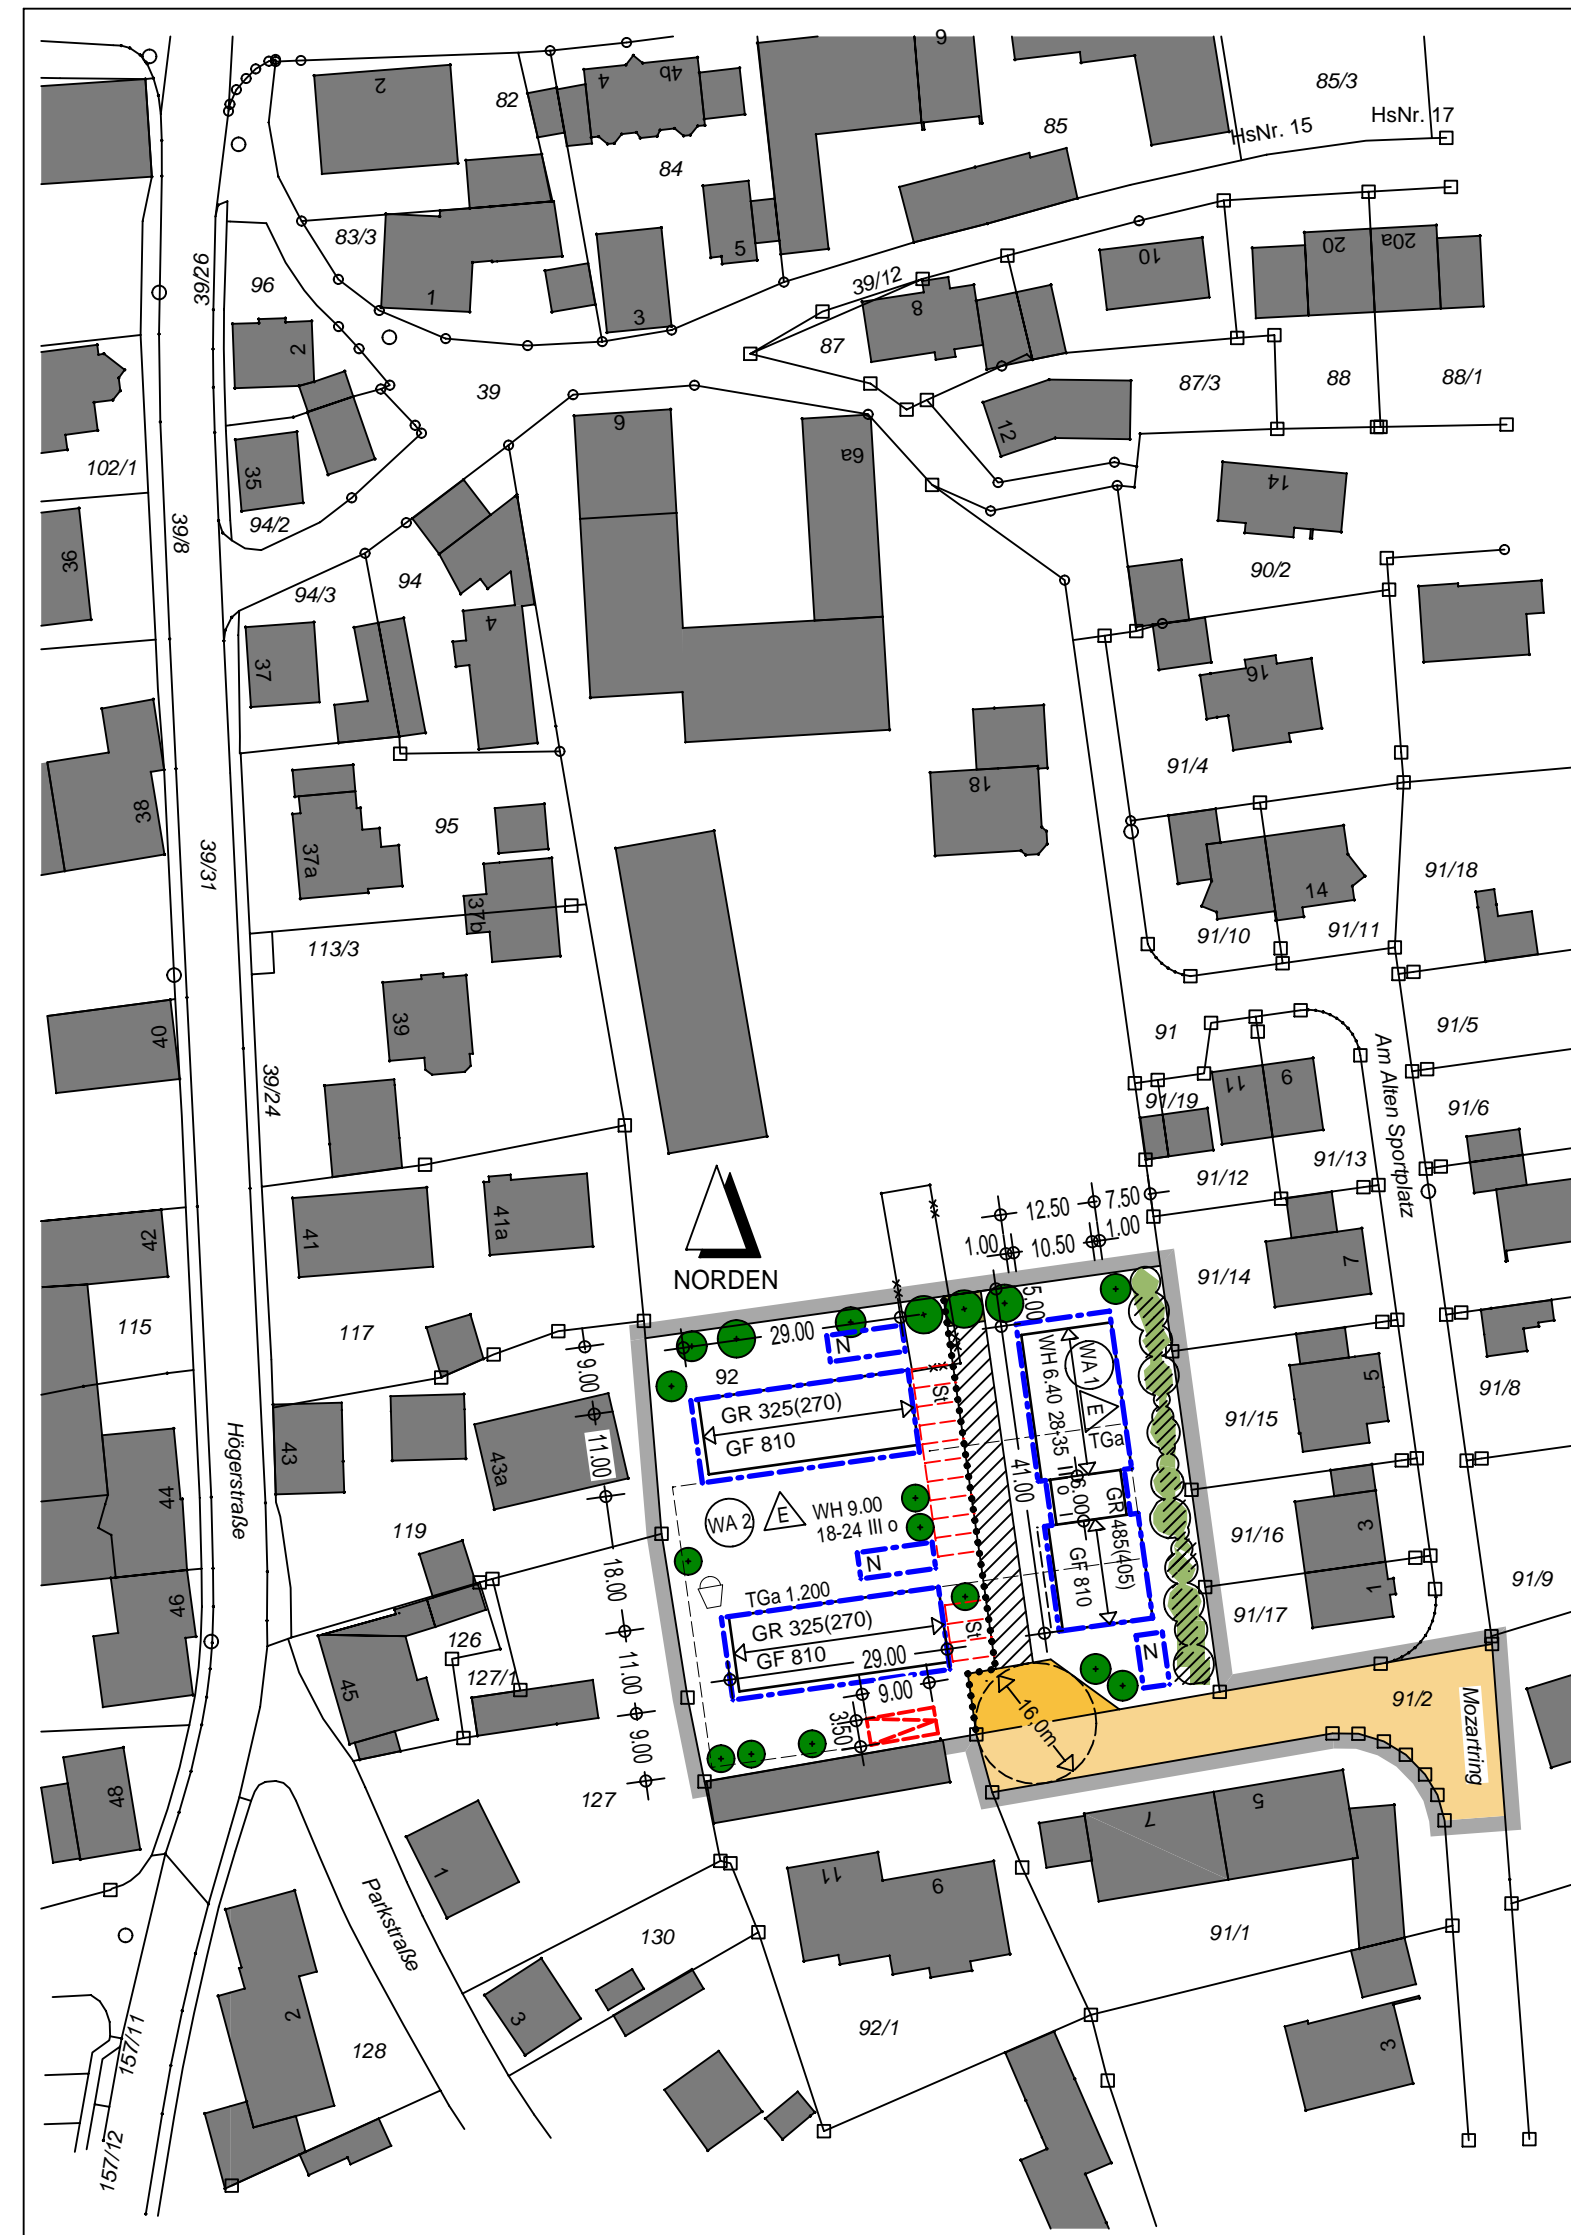 6
2
4
4b
82
85
85/3
HsNr. 15
HsNr. 17
84
83/3
39/26
96
1
5
3
39/12
8
10
20
20a
2
87
39
87/3
88
88/1
12
6
6a
102/1
35
94/2
39/8
36
94/3
94
4
14
90/2
37
16
91/4
18
38
39/31
37a
95
37b
14
91/18
91/10
91/11
113/3
39
40
39/24
91
91/5
Am Alten Sportplatz
91/19
11
9
91/6
91/12
91/13
42
41
41a
NORDEN
12.50
7.50
1.00
10.50
1.00
91/14
7
115
117
9.00
29.00
N
5.00
xx
xx
xx
xx
92
GR 325(270)
GF 810
St
WA 1
E
WH 6.40 28-35 II o
TGa
5
91/8
91/15
43
43a
11.00
Högerstraße
44
41.00
6.00
GR 485(405)
GF 810
WA 2
E
WH 9.00
18-24 III o
N
3
91/16
119
18.00
46
TGa 1.200
GR 325(270)
GF 810
29.00
St
1
91/9
91/17
126
127/1
45
11.00
9.00
N
91/2
Mozartring
3.50
16,0m
9.00
48
127
7
5
1
11
9
Parkstraße
130
91/1
2
3
92/1
3
157/11
128
157/12